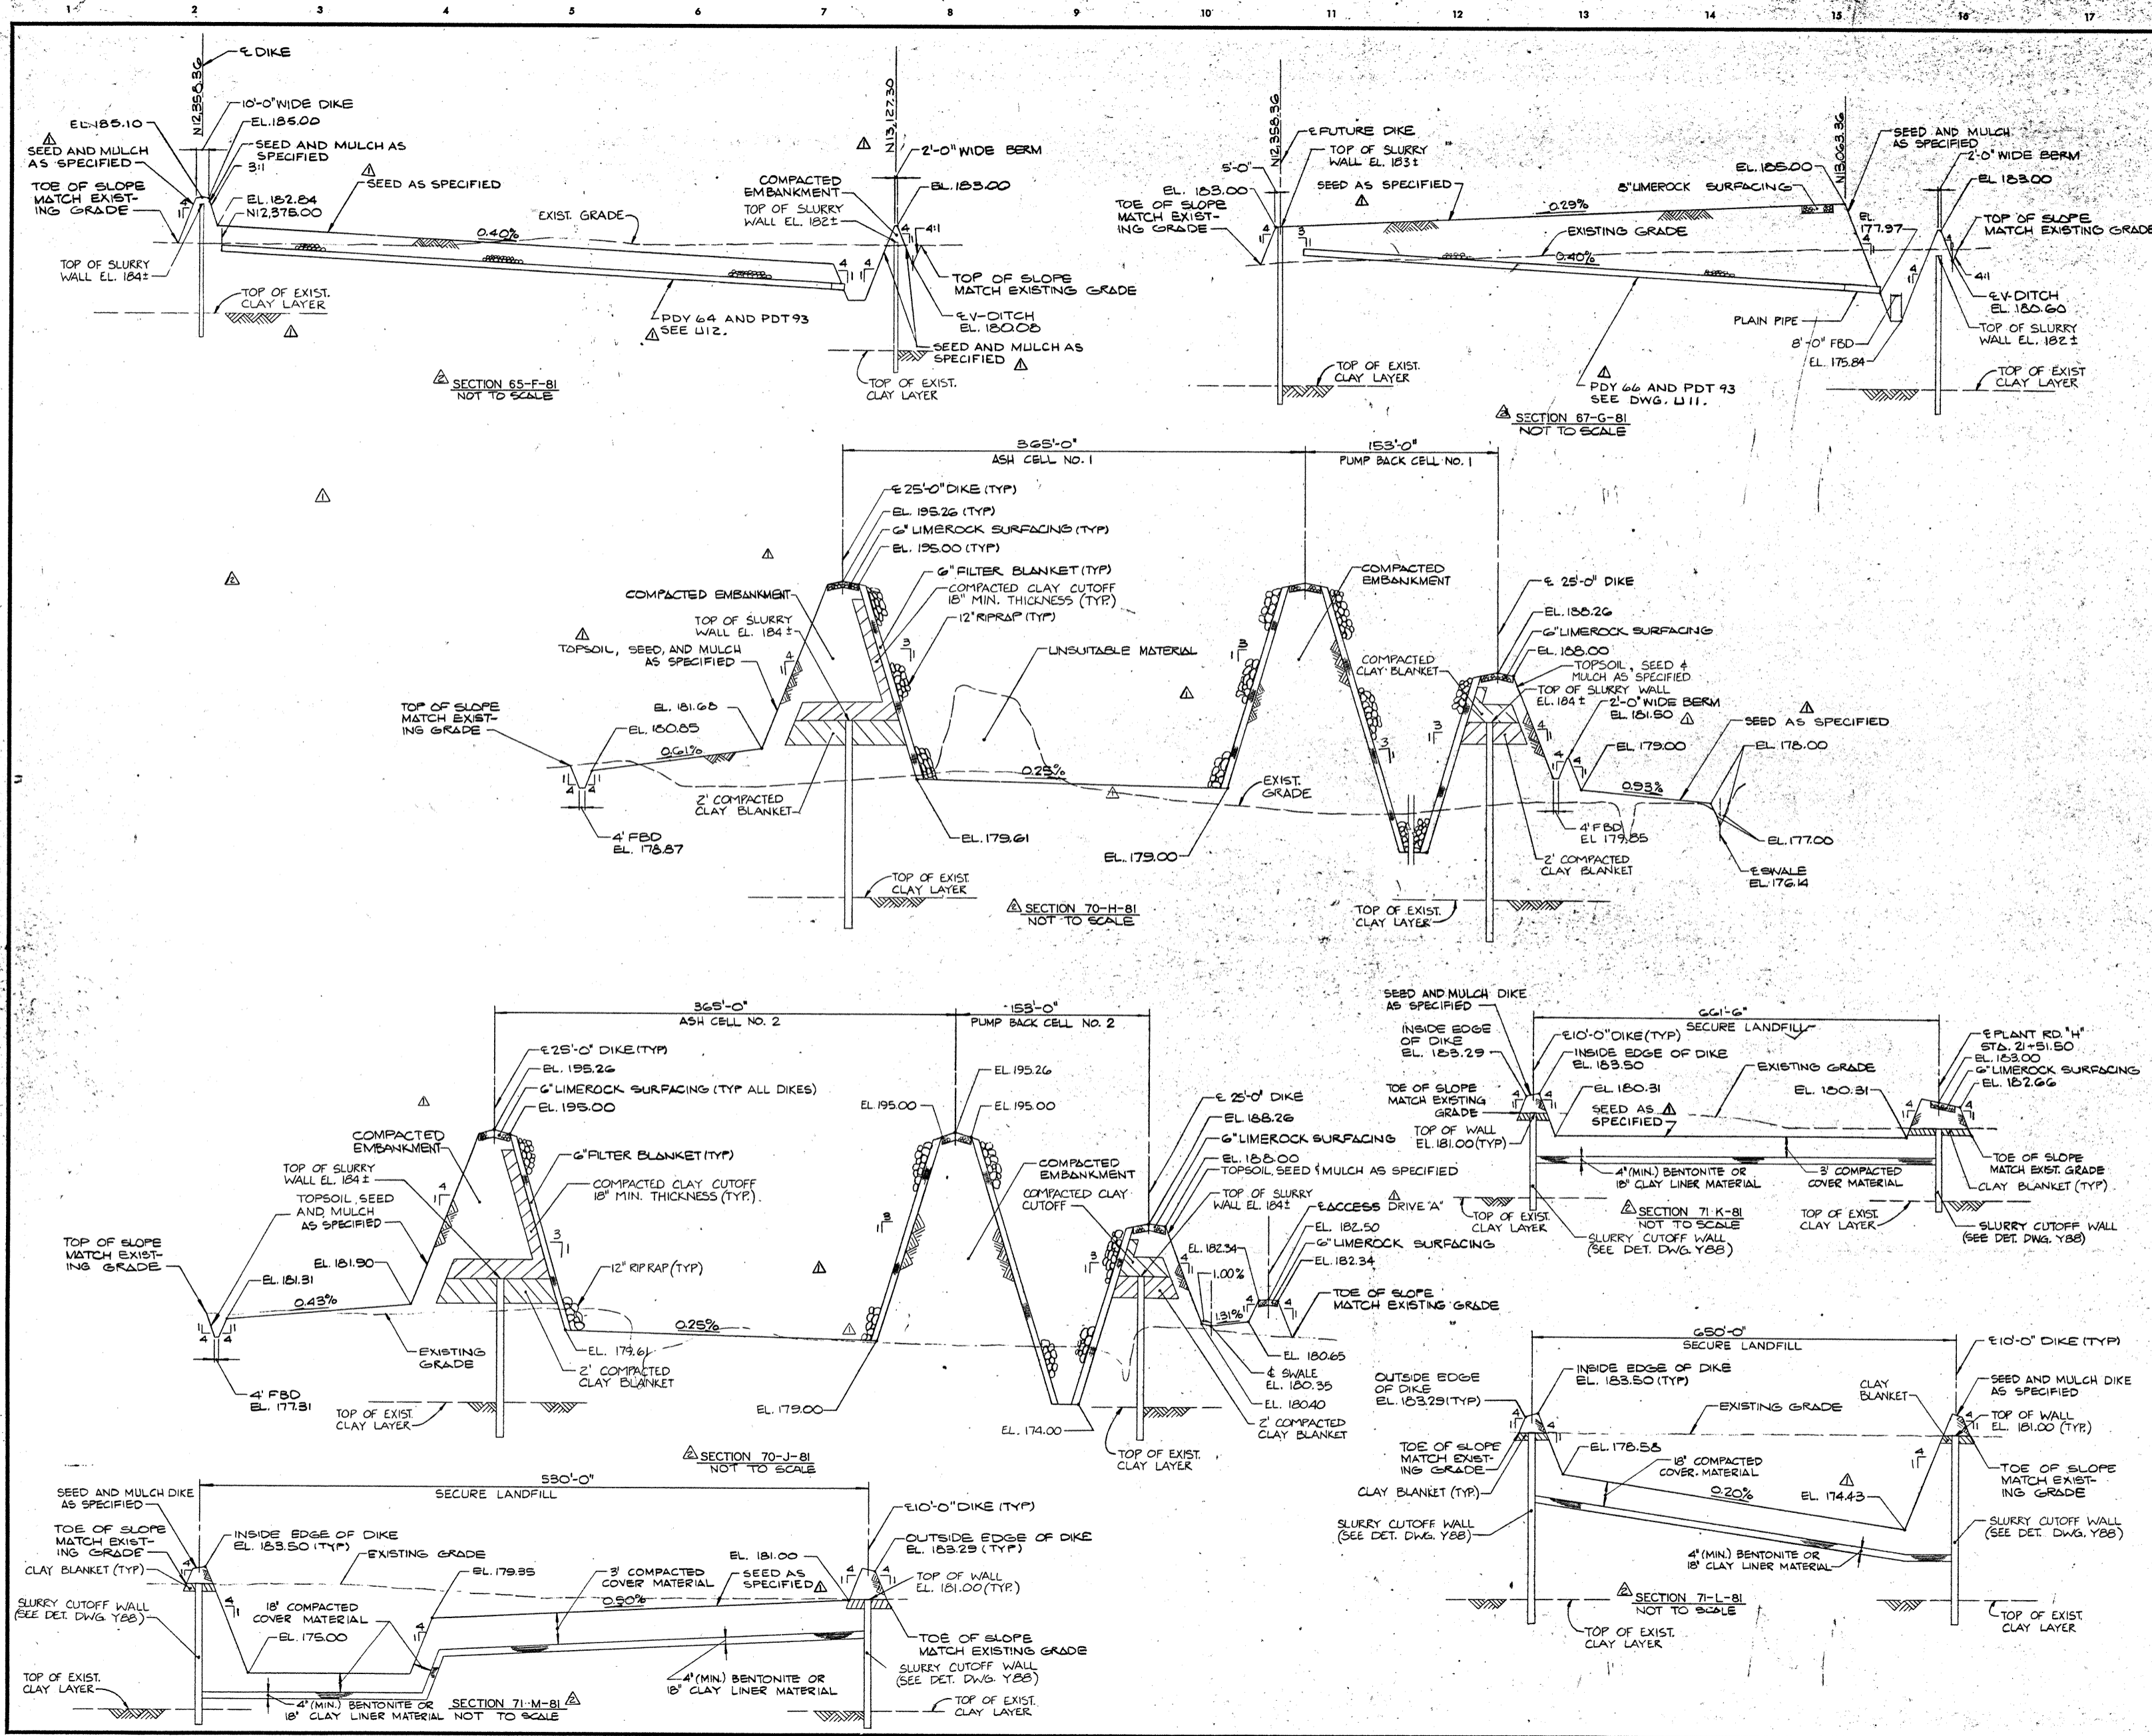 1 2 3 4 5 6 7 8 9 10 11 12 13 14 15 16 17
℄ DIKE
N12,358.36
10'-0" WIDE DIKE
EL.185.10
EL.185.00
SEED AND MULCH
AS SPECIFIED
SEED AND MULCH AS
SPECIFIED
3:1
SEED AS SPECIFIED
TOE OF SLOPE
MATCH EXIST-
ING GRADE
EL.182.84
N12,375.00
EXIST. GRADE
0.40%
TOP OF SLURRY
WALL EL. 184±
TOP OF EXIST.
CLAY LAYER
PDY 64 AND PDT93
SEE U12.
N13,127.30
2'-0" WIDE BERM
COMPACTED
EMBANKMENT
EL.183.00
TOP OF SLURRY
WALL EL. 182±
4:1
TOP OF SLOPE
MATCH EXISTING GRADE
℄ V-DITCH
EL. 180.08
SEED AND MULCH AS
SPECIFIED
TOP OF EXIST.
CLAY LAYER
SECTION 65-F-81
NOT TO SCALE
N12,358.36
℄ FUTURE DIKE
5'-0"
TOP OF SLURRY
WALL EL. 183±
EL. 183.00
SEED AS SPECIFIED
TOE OF SLOPE
MATCH EXIST-
ING GRADE
0.29%
EXISTING GRADE
0.40%
8" LIMEROCK SURFACING
EL. 185.00
N13,063.36
SEED AND MULCH
AS SPECIFIED
2'-0" WIDE BERM
EL 183.00
EL.
177.97
TOP OF SLOPE
MATCH EXISTING GRADE
4:1
℄ V-DITCH
EL. 180.60
PLAIN PIPE
8'-0" FBD
EL. 175.84
TOP OF SLURRY
WALL EL. 182±
TOP OF EXIST.
CLAY LAYER
PDY 66 AND PDT 93
SEE DWG. U11.
TOP OF EXIST
CLAY LAYER
SECTION 67-G-81
NOT TO SCALE
365'-0"
ASH CELL NO. 1
153'-0"
PUMP BACK CELL NO. 1
℄ 25'-0" DIKE (TYP)
EL. 195.26 (TYP)
6" LIMEROCK SURFACING (TYP)
EL. 195.00 (TYP)
6" FILTER BLANKET (TYP)
COMPACTED CLAY CUTOFF
18" MIN. THICKNESS (TYP.)
12" RIPRAP (TYP)
COMPACTED EMBANKMENT
TOP OF SLURRY
WALL EL. 184±
TOPSOIL, SEED, AND MULCH
AS SPECIFIED
UNSUITABLE MATERIAL
COMPACTED
EMBANKMENT
℄ 25'-0" DIKE
EL. 188.26
6" LIMEROCK SURFACING
EL. 188.00
TOPSOIL, SEED &
MULCH AS SPECIFIED
COMPACTED
CLAY BLANKET
TOP OF SLURRY WALL
EL. 184±
2'-0" WIDE BERM
EL. 181.50
SEED AS SPECIFIED
TOP OF SLOPE
MATCH EXIST-
ING GRADE
EL. 181.68
EL. 180.85
0.61%
EL. 179.00
EL. 178.00
0.93%
0.25%
EXIST.
GRADE
2' COMPACTED
CLAY BLANKET
4' FBD
EL. 178.87
EL. 179.61
EL. 179.00
4' FBD
EL 179.85
2' COMPACTED
CLAY BLANKET
EL. 177.00
℄ SWALE
EL. 176.14
TOP OF EXIST.
CLAY LAYER
SECTION 70-H-81
NOT TO SCALE
TOP OF EXIST.
CLAY LAYER
365'-0"
ASH CELL NO. 2
153'-0"
PUMP BACK CELL NO. 2
℄ 25'-0" DIKE (TYP)
EL. 195.26
6" LIMEROCK SURFACING (TYP ALL DIKES)
EL. 195.00
COMPACTED
EMBANKMENT
6" FILTER BLANKET (TYP)
TOP OF SLURRY
WALL EL. 184±
COMPACTED CLAY CUTOFF
18" MIN. THICKNESS (TYP.)
TOPSOIL, SEED
AND MULCH
AS SPECIFIED
TOP OF SLOPE
MATCH EXIST-
ING GRADE
EL. 181.90
EL. 181.31
0.43%
12" RIPRAP (TYP)
EXISTING
GRADE
4' FBD
EL. 177.31
EL. 179.61
2' COMPACTED
CLAY BLANKET
0.25%
TOP OF EXIST.
CLAY LAYER
EL. 179.00
EL 195.26
EL. 195.00
EL. 195.00
COMPACTED
EMBANKMENT
COMPACTED CLAY
CUTOFF
℄ 25'-0" DIKE
EL. 188.26
6" LIMEROCK SURFACING
EL. 188.00
TOPSOIL, SEED & MULCH AS SPECIFIED
TOP OF SLURRY
WALL EL. 184±
℄ ACCESS DRIVE "A"
EL. 182.50
6" LIMEROCK SURFACING
EL. 182.34
EL. 182.34
1.00%
1.31%
TOE OF SLOPE
MATCH EXISTING GRADE
EL. 180.65
℄ SWALE
EL. 180.35
EL. 180.40
2' COMPACTED
CLAY BLANKET
EL. 174.00
TOP OF EXIST.
CLAY LAYER
SECTION 70-J-81
NOT TO SCALE
SEED AND MULCH DIKE
AS SPECIFIED
661'-6"
SECURE LANDFILL
INSIDE EDGE
OF DIKE
EL. 183.29
℄ 10'-0" DIKE (TYP)
INSIDE EDGE OF DIKE
EL. 183.50
EXISTING GRADE
℄ PLANT RD. "H"
STA. 21+51.50
EL. 183.00
6" LIMEROCK SURFACING
EL. 182.66
TOE OF SLOPE
MATCH EXISTING
GRADE
EL 180.31
EL. 180.31
SEED AS
SPECIFIED
TOP OF WALL
EL. 181.00 (TYP)
4" (MIN.) BENTONITE OR
18" CLAY LINER MATERIAL
3' COMPACTED
COVER MATERIAL
TOE OF SLOPE
MATCH EXIST. GRADE
CLAY BLANKET (TYP)
TOP OF EXIST.
CLAY LAYER
SECTION 71-K-81
NOT TO SCALE
TOP OF EXIST.
CLAY LAYER
SLURRY CUTOFF WALL
(SEE DET. DWG. Y88)
SLURRY CUTOFF WALL
(SEE DET. DWG. Y88)
650'-0"
SECURE LANDFILL
℄ 10'-0" DIKE (TYP)
INSIDE EDGE OF DIKE
EL. 183.50 (TYP)
OUTSIDE EDGE
OF DIKE
EL. 183.29 (TYP)
CLAY
BLANKET
SEED AND MULCH DIKE
AS SPECIFIED
EXISTING GRADE
TOP OF WALL
EL. 181.00 (TYP.)
TOE OF SLOPE
MATCH EXIST-
ING GRADE
EL. 178.58
18" COMPACTED
COVER MATERIAL
0.20%
EL. 174.43
TOE OF SLOPE
MATCH EXIST-
ING GRADE
CLAY BLANKET (TYP.)
SLURRY CUTOFF WALL
(SEE DET. DWG. Y88)
SLURRY CUTOFF WALL
(SEE DET. DWG. Y88)
4" (MIN.) BENTONITE OR
18" CLAY LINER MATERIAL
SECTION 71-L-81
NOT TO SCALE
TOP OF EXIST.
CLAY LAYER
TOP OF EXIST.
CLAY LAYER
530'-0"
SECURE LANDFILL
SEED AND MULCH DIKE
AS SPECIFIED
TOE OF SLOPE
MATCH EXIST-
ING GRADE
INSIDE EDGE OF DIKE
EL. 183.50 (TYP)
EXISTING GRADE
CLAY BLANKET (TYP)
EL. 179.35
3' COMPACTED
COVER MATERIAL
EL. 181.00
SEED AS
SPECIFIED
0.50%
℄ 10'-0" DIKE (TYP)
OUTSIDE EDGE OF DIKE
EL. 183.29 (TYP)
TOP OF WALL
EL. 181.00 (TYP.)
SLURRY CUTOFF WALL
(SEE DET. DWG. Y88)
18" COMPACTED
COVER MATERIAL
EL. 175.00
TOE OF SLOPE
MATCH EXISTING GRADE
SLURRY CUTOFF WALL
(SEE DET. DWG. Y88)
TOP OF EXIST.
CLAY LAYER
4" (MIN.) BENTONITE OR
18" CLAY LINER MATERIAL
SECTION 71-M-81
NOT TO SCALE
4" (MIN.) BENTONITE OR
18" CLAY LINER MATERIAL
TOP OF EXIST.
CLAY LAYER